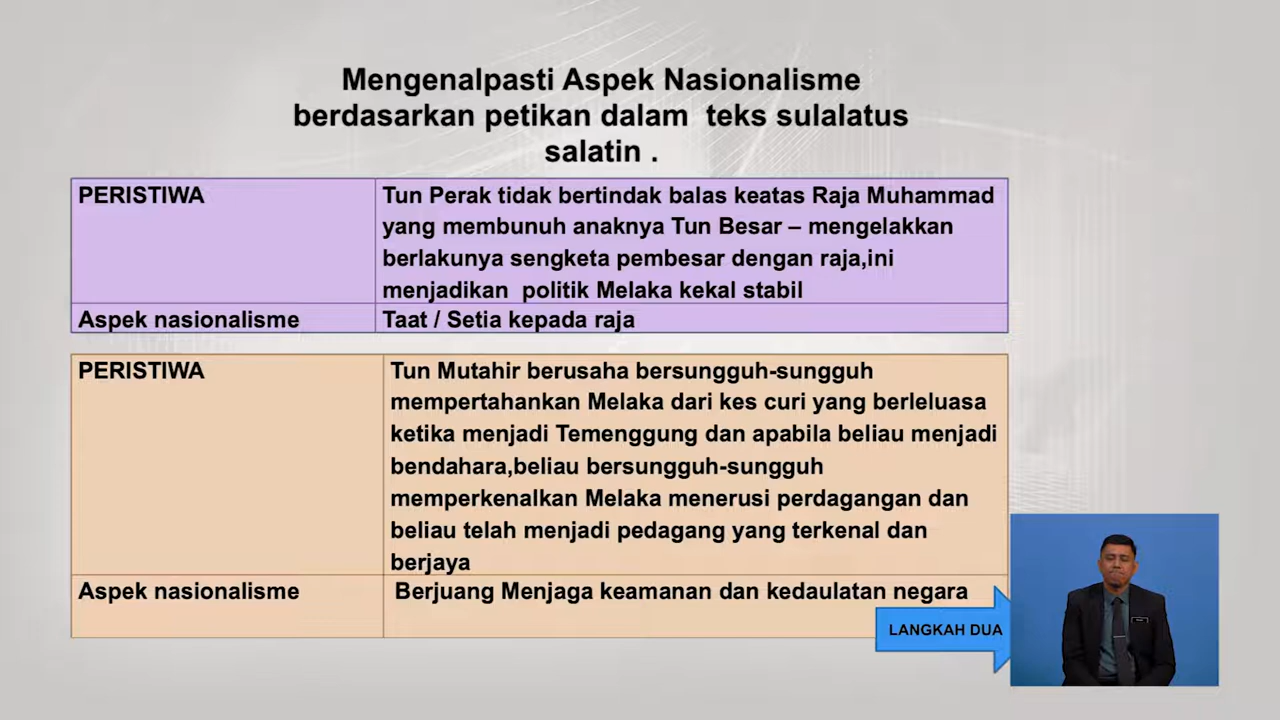 Mengenalpasti Aspek Nasionalisme
berdasarkan petikan dalam teks sulalatus
salatin .
PERISTIWA
Tun Perak tidak bertindak balas keatas Raja Muhammad
yang membunuh anaknya Tun Besar – mengelakkan
berlakunya sengketa pembesar dengan raja,ini
menjadikan politik Melaka kekal stabil
Aspek nasionalisme
Taat / Setia kepada raja
PERISTIWA
Tun Mutahir berusaha bersungguh-sungguh
mempertahankan Melaka dari kes curi yang berleluasa
ketika menjadi Temenggung dan apabila beliau menjadi
bendahara,beliau bersungguh-sungguh
memperkenalkan Melaka menerusi perdagangan dan
beliau telah menjadi pedagang yang terkenal dan
berjaya
Aspek nasionalisme
Berjuang Menjaga keamanan dan kedaulatan negara
LANGKAH DUA